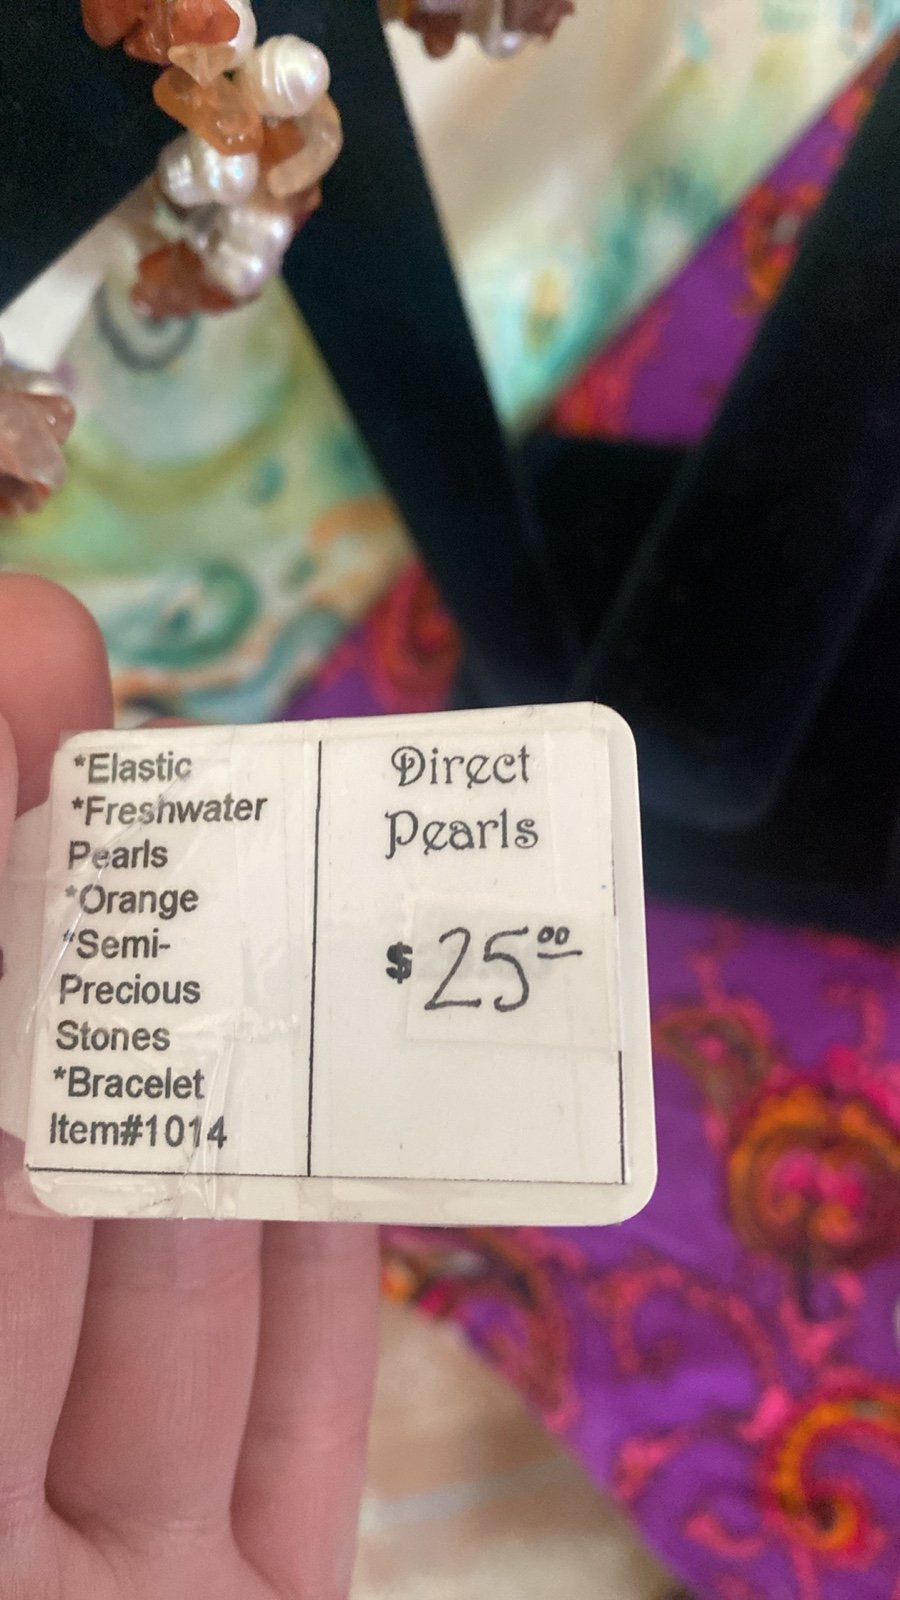 *Elastic
*Freshwater
Pearls
*Orange
*Semi-
Precious
Stones
*Bracelet
Item#1014
Direct
Pearls
$ 25.00